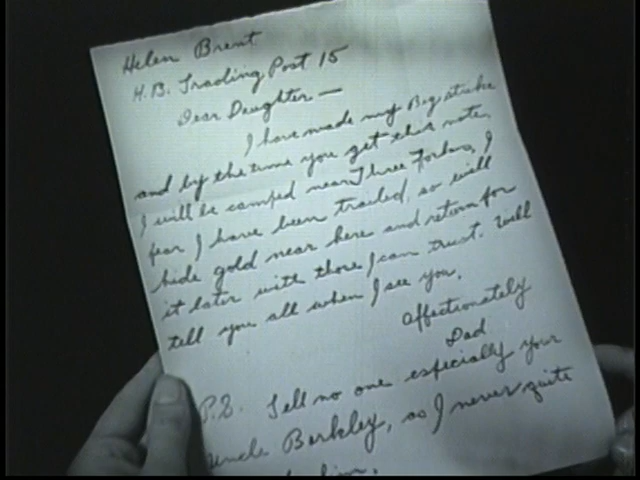 Helen Brent
H.B. Trading Post 15
Dear Daughter —
I have made my Big strike
and by the time you get this note,
I will be camped near Three Forks, I
fear I have been trailed, so will
hide gold near here and return for
it later with those I can trust. Will
tell you all when I see you.
Affectionately
Dad
P.S. Tell no one especially your
uncle Barkley, as I never quite
him.